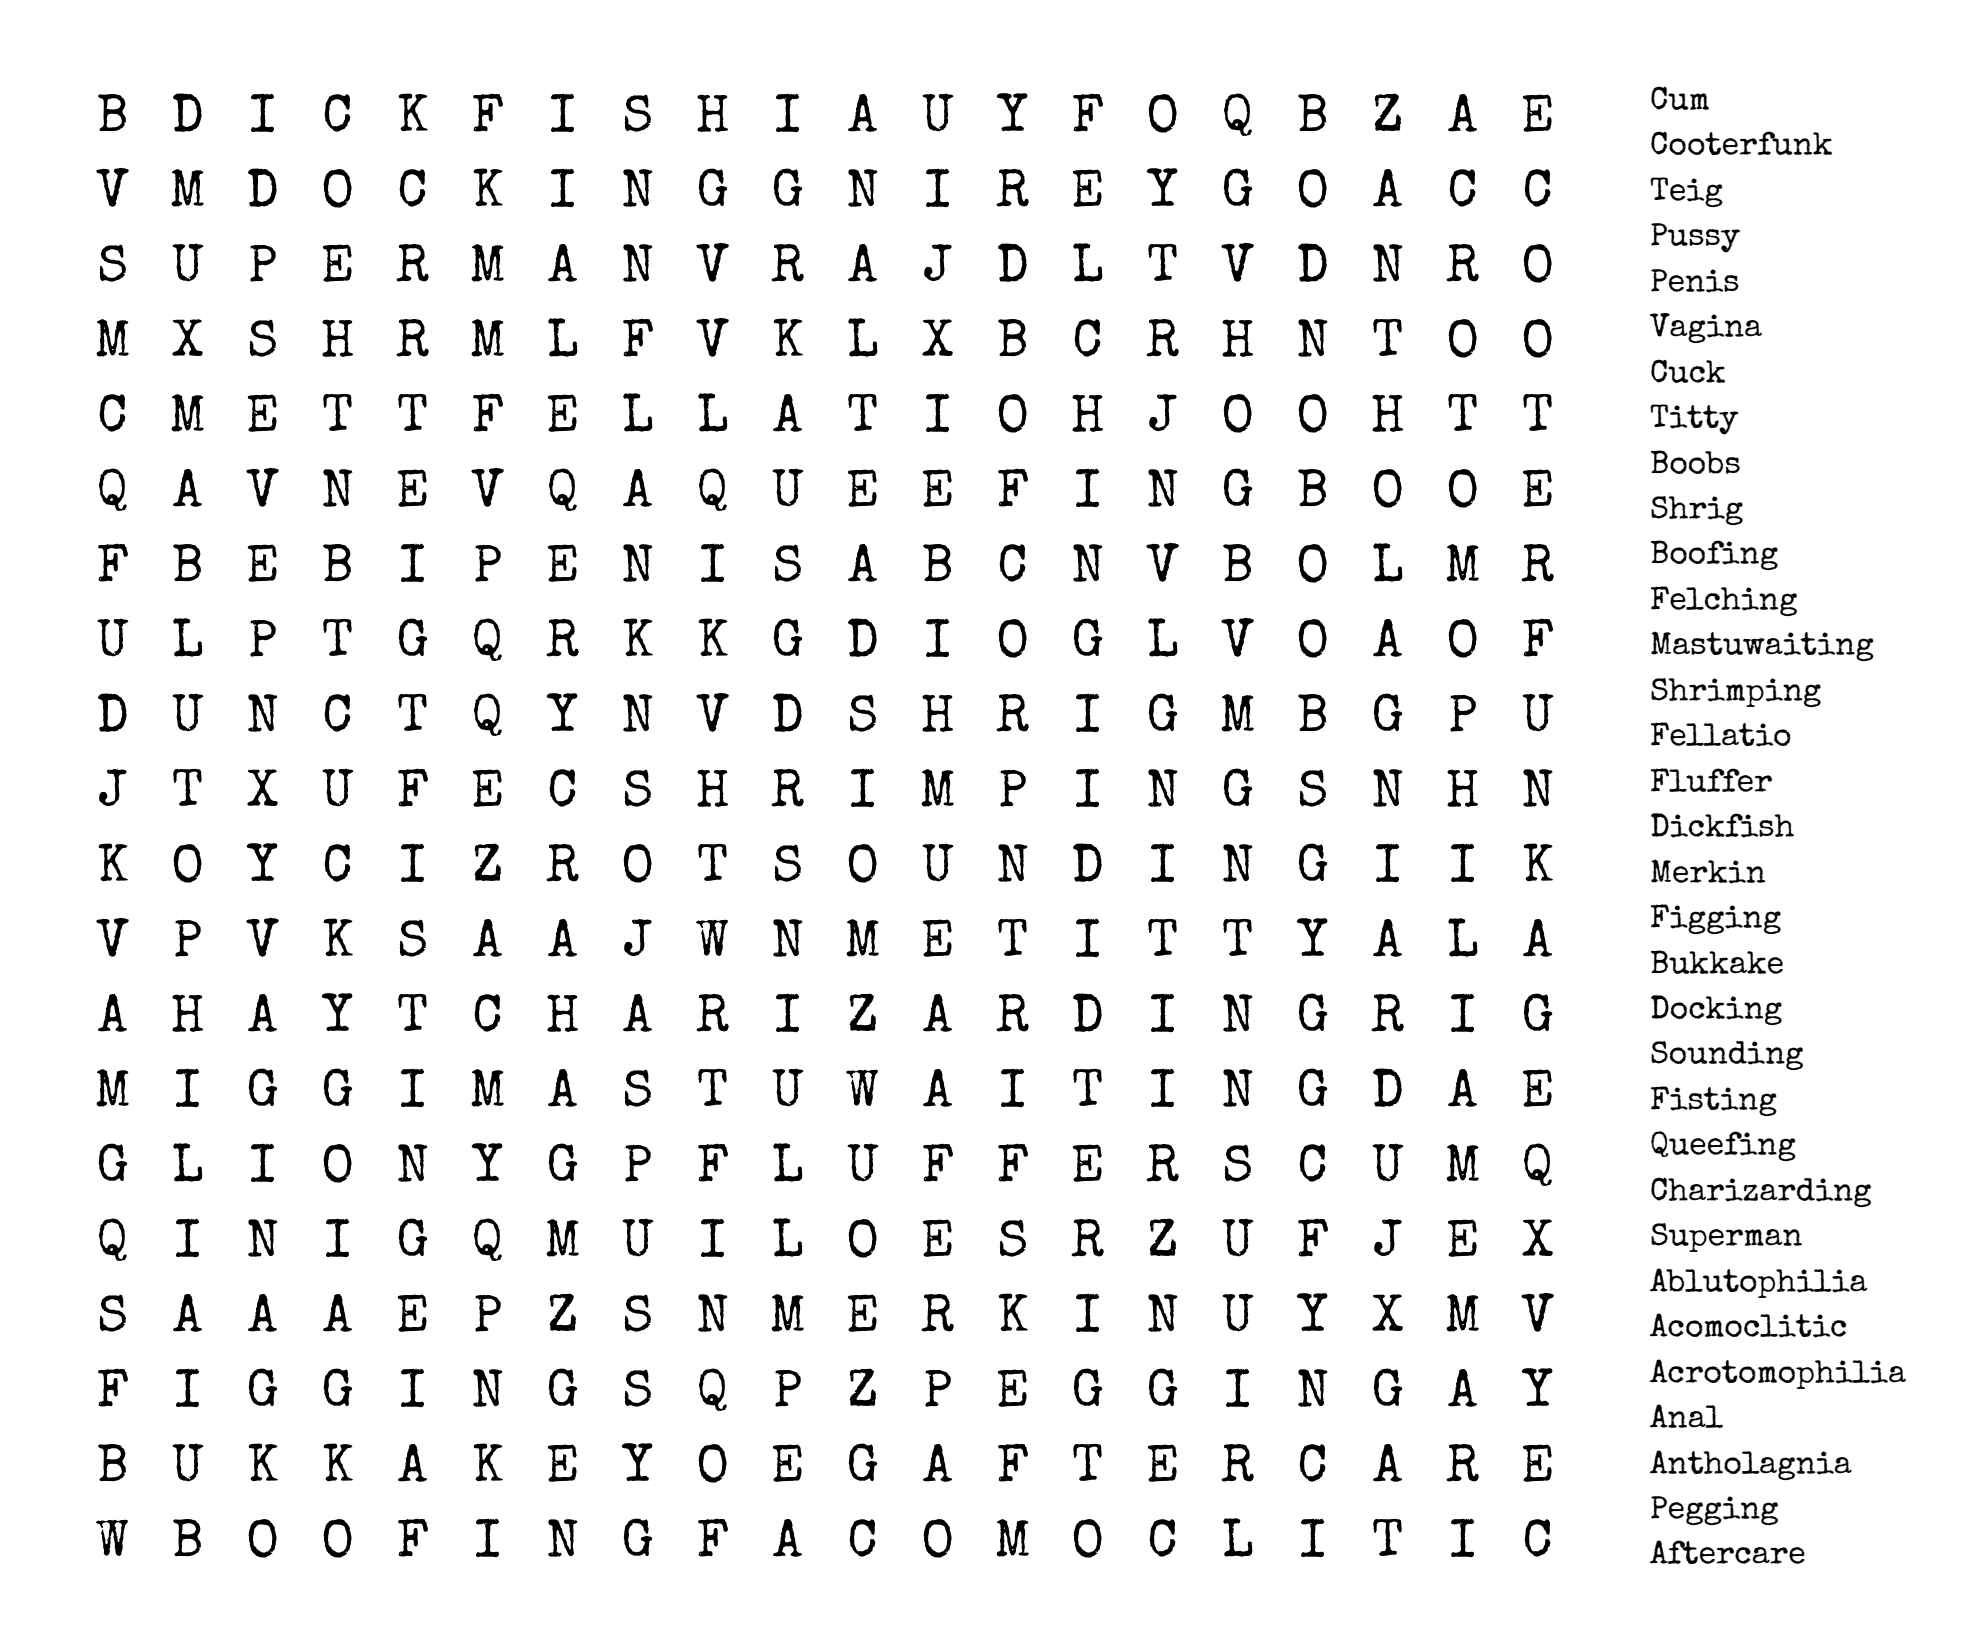 B D I C K F I S H I A U Y F O Q B Z A E
V M D O C K I N G G N I R E Y G O A C C
S U P E R M A N V R A J D L T V D N R O
M X S H R M L F V K L X B C R H N T O O
C M E T T F E L L A T I O H J O O H T T
Q A V N E V Q A Q U E E F I N G B O O E
F B E B I P E N I S A B C N V B O L M R
U L P T G Q R K K G D I O G L V O A O F
D U N C T Q Y N V D S H R I G M B G P U
J T X U F E C S H R I M P I N G S N H N
K O Y C I Z R O T S O U N D I N G I I K
V P V K S A A J W N M E T I T T Y A L A
A H A Y T C H A R I Z A R D I N G R I G
M I G G I M A S T U W A I T I N G D A E
G L I O N Y G P F L U F F E R S C U M Q
Q I N I G Q M U I L O E S R Z U F J E X
S A A A E P Z S N M E R K I N U Y X M V
F I G G I N G S Q P Z P E G G I N G A Y
B U K K A K E Y O E G A F T E R C A R E
W B O O F I N G F A C O M O C L I T I C
Cum
Cooterfunk
Teig
Pussy
Penis
Vagina
Cuck
Titty
Boobs
Shrig
Boofing
Felching
Mastuwaiting
Shrimping
Fellatio
Fluffer
Dickfish
Merkin
Figging
Bukkake
Docking
Sounding
Fisting
Queefing
Charizarding
Superman
Ablutophilia
Acomoclitic
Acrotomophilia
Anal
Antholagnia
Pegging
Aftercare